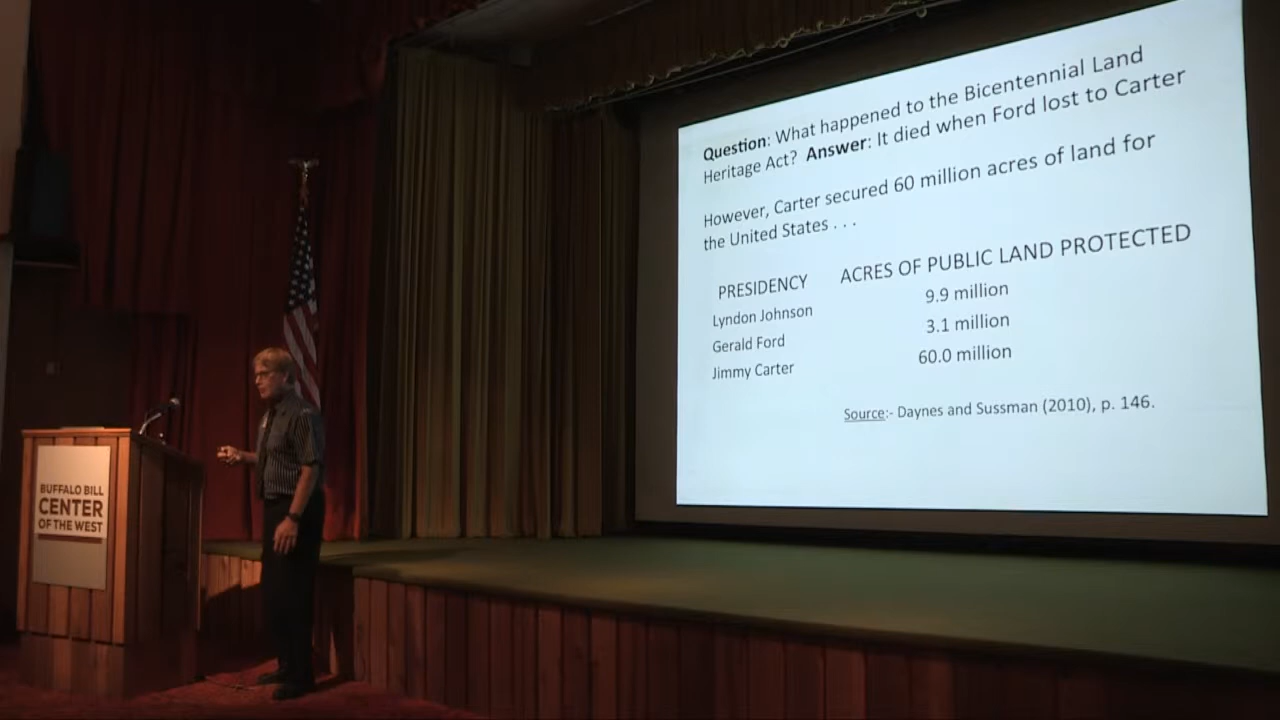 Question: What happened to the Bicentennial Land
Heritage Act? Answer: It died when Ford lost to Carter
However, Carter secured 60 million acres of land for
the United States . . .
PRESIDENCY ACRES OF PUBLIC LAND PROTECTED
Lyndon Johnson 9.9 million
Gerald Ford 3.1 million
Jimmy Carter 60.0 million
Source:- Daynes and Sussman (2010), p. 146.
BUFFALO BILL
CENTER
OF THE WEST